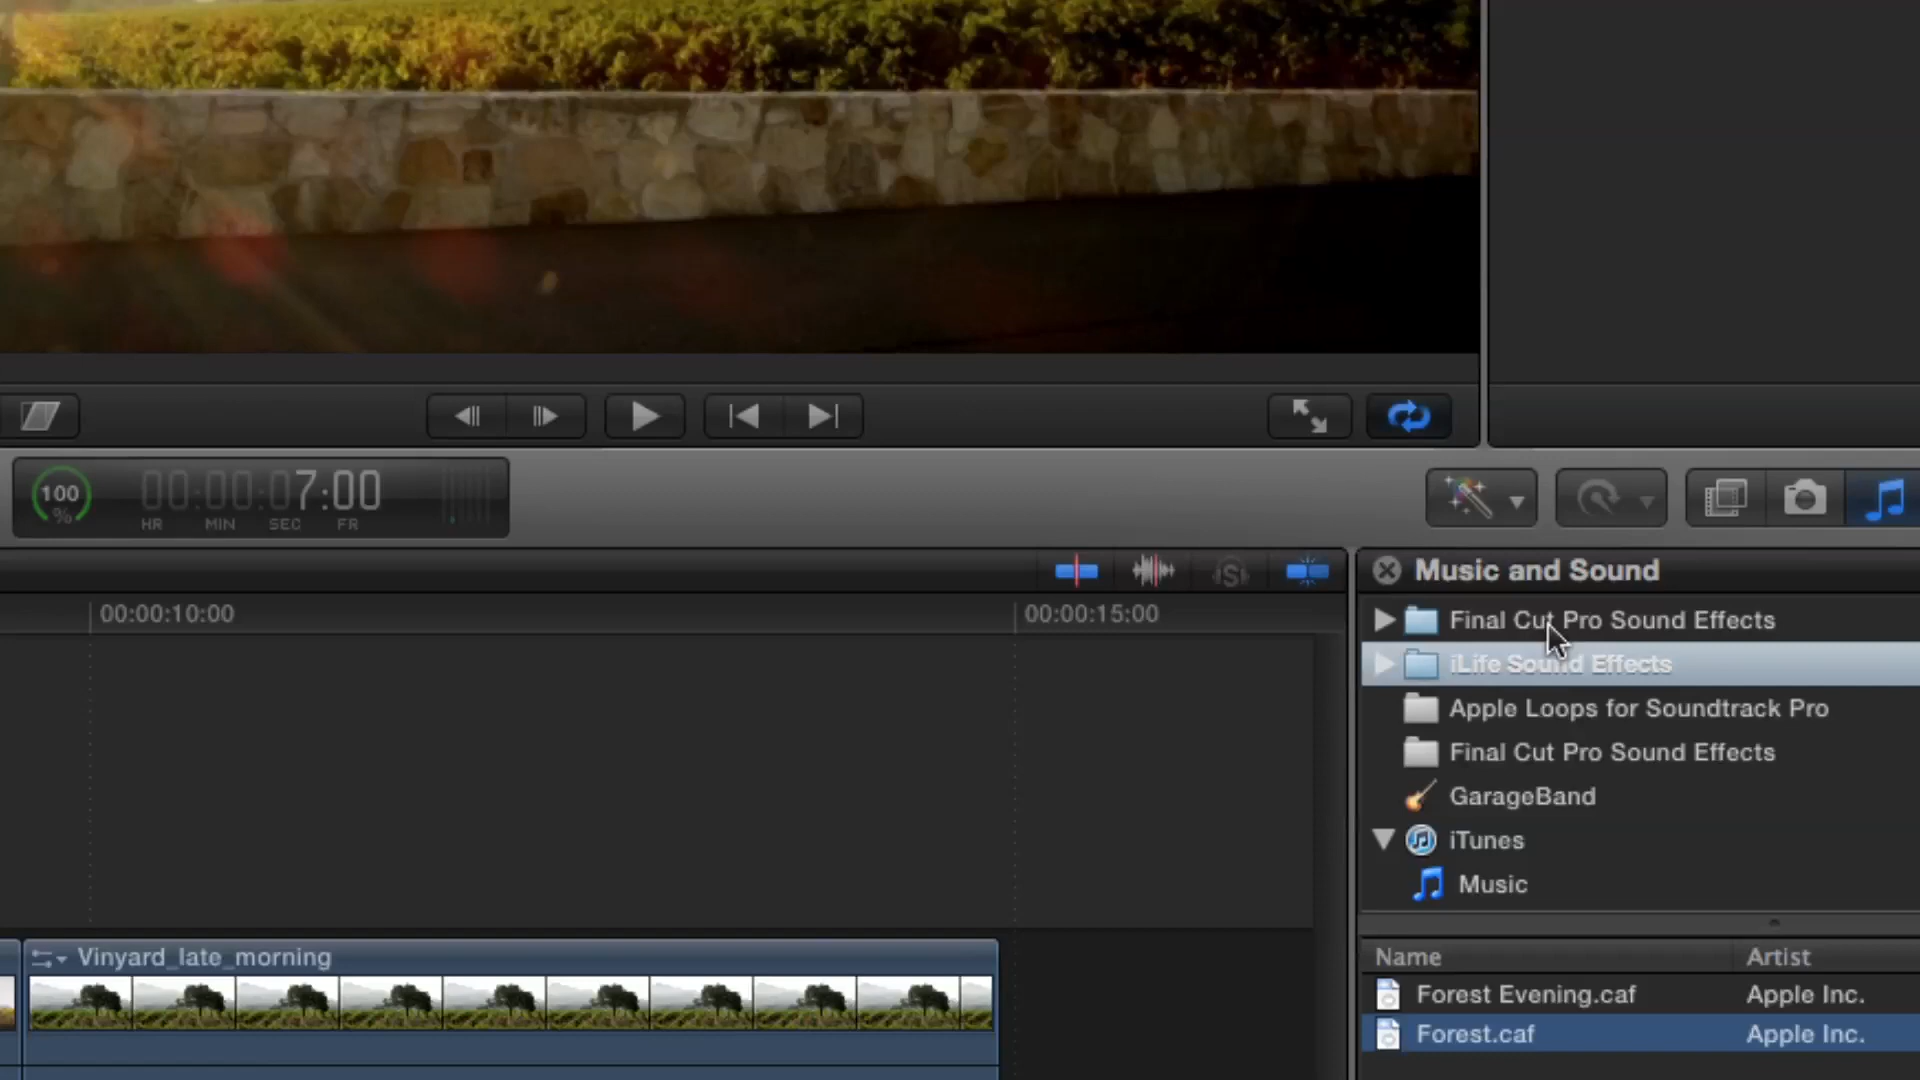 100
%
00:00:07:00
HR MIN SEC FR
Music and Sound
00:00:10:00
00:00:15:00
Final Cut Pro Sound Effects
iLife Sound Effects
Apple Loops for Soundtrack Pro
Final Cut Pro Sound Effects
GarageBand
iTunes
Music
Vinyard_late_morning
Name Artist
Forest Evening.caf Apple Inc.
Forest.caf Apple Inc.